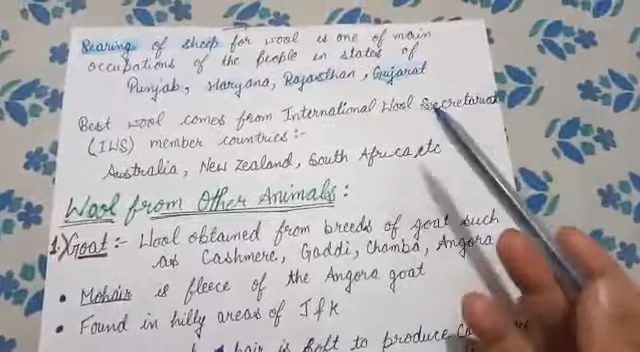 Rearing of sheep for wool is one of main
occupations of the people in states of
Punjab, Haryana, Rajasthan, Gujarat
Best wool comes from International Wool Secretariat
(IWS) member countries :-
Australia, New Zealand, South Africa, etc
Wool from Other Animals :
1.) Goat :- Wool obtained from breeds of goat such
as Cashmere, Gaddi, Chamba, Angora
• Mohair is fleece of the Angora goat
• Found in hilly areas of J & K
hair is soft to produce